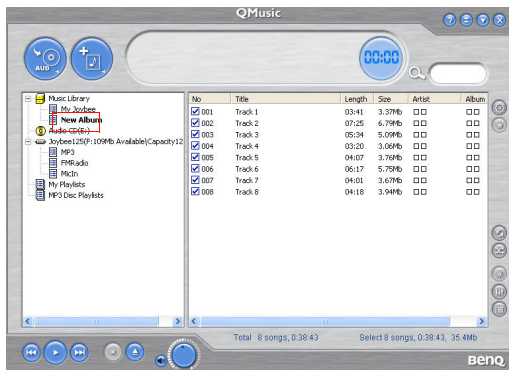 QMusic
AUD
00:00
Music Library
My Joybee
New Album
Audio CD(E:)
Joybee125(F:109Mb Available\Capacity12
MP3
FMRadio
MicIn
My Playlists
MP3 Disc Playlists
No Title Length Size Artist Album
001 Track 1 03:41 3.37Mb
002 Track 2 07:25 6.79Mb
003 Track 3 05:34 5.09Mb
004 Track 4 03:20 3.06Mb
005 Track 5 04:07 3.76Mb
006 Track 6 06:17 5.75Mb
007 Track 7 04:01 3.67Mb
008 Track 8 04:18 3.94Mb
Total 8 songs, 0:38:43 Select 8 songs, 0:38:43, 35.4Mb
BenQ